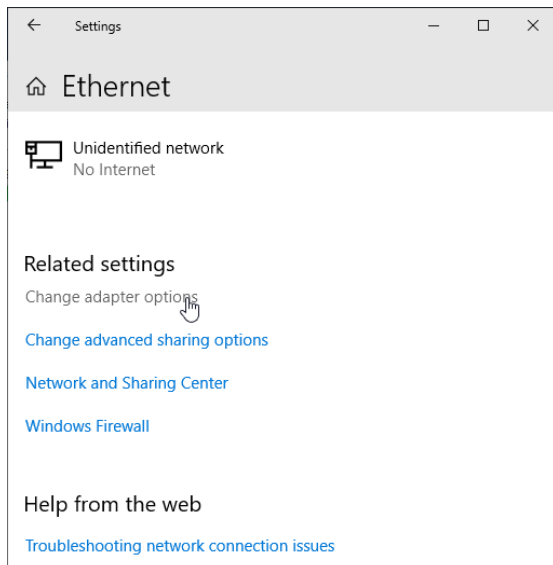 Settings
Ethernet
Unidentified network
No Internet
Related settings
Change adapter options
Change advanced sharing options
Network and Sharing Center
Windows Firewall
Help from the web
Troubleshooting network connection issues